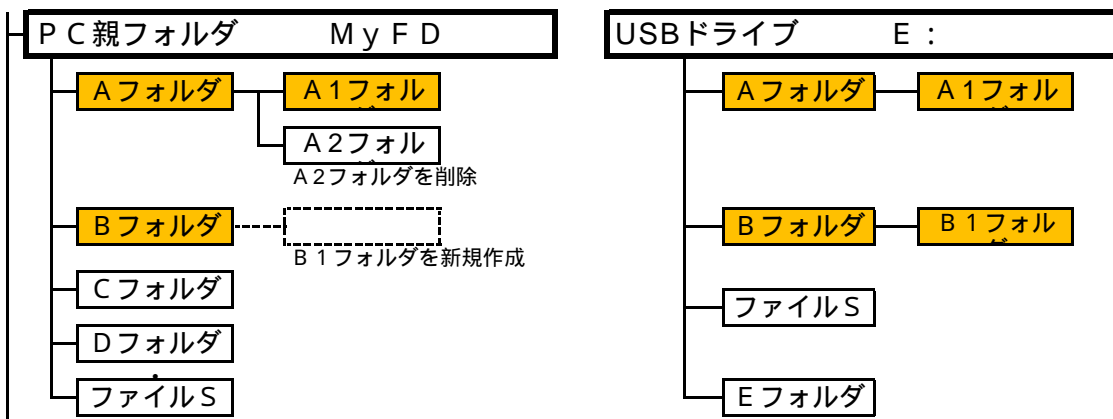 ＰＣ親フォルダ　ＭｙＦＤ
Ａフォルダ
Ａ１フォル
Ａ２フォル
Ａ２フォルダを削除
Ｂフォルダ
Ｂ１フォルダを新規作成
Ｃフォルダ
Ｄフォルダ
ファイルＳ
USBドライブ　Ｅ：
Ａフォルダ
Ａ１フォル
Ｂフォルダ
Ｂ１フォル
ファイルＳ
Ｅフォルダ